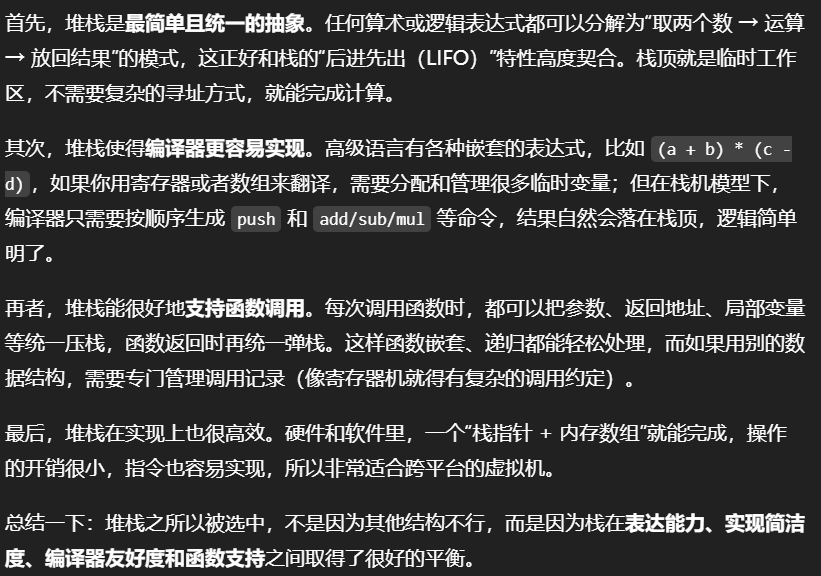 首先，堆栈是最简单且统一的抽象。任何算术或逻辑表达式都可以分解为“取两个数 → 运算
→ 放回结果”的模式，这正好和栈的“后进先出（LIFO）”特性高度契合。栈顶就是临时工作
区，不需要复杂的寻址方式，就能完成计算。
其次，堆栈使得编译器更容易实现。高级语言有各种嵌套的表达式，比如 (a + b) * (c -
d)，如果你用寄存器或者数组来翻译，需要分配和管理很多临时变量；但在栈机模型下，
编译器只需要按顺序生成 push 和 add/sub/mul 等命令，结果自然会落在栈顶，逻辑简单
明了。
再者，堆栈能很好地支持函数调用。每次调用函数时，都可以把参数、返回地址、局部变量
等统一压栈，函数返回时再统一弹栈。这样函数嵌套、递归都能轻松处理，而如果用别的数
据结构，需要专门管理调用记录（像寄存器机就得有复杂的调用约定）。
最后，堆栈在实现上也很高效。硬件和软件里，一个“栈指针 + 内存数组”就能完成，操作
的开销很小，指令也容易实现，所以非常适合跨平台的虚拟机。
总结一下：堆栈之所以被选中，不是因为其他结构不行，而是因为栈在表达能力、实现简洁
度、编译器友好度和函数支持之间取得了很好的平衡。